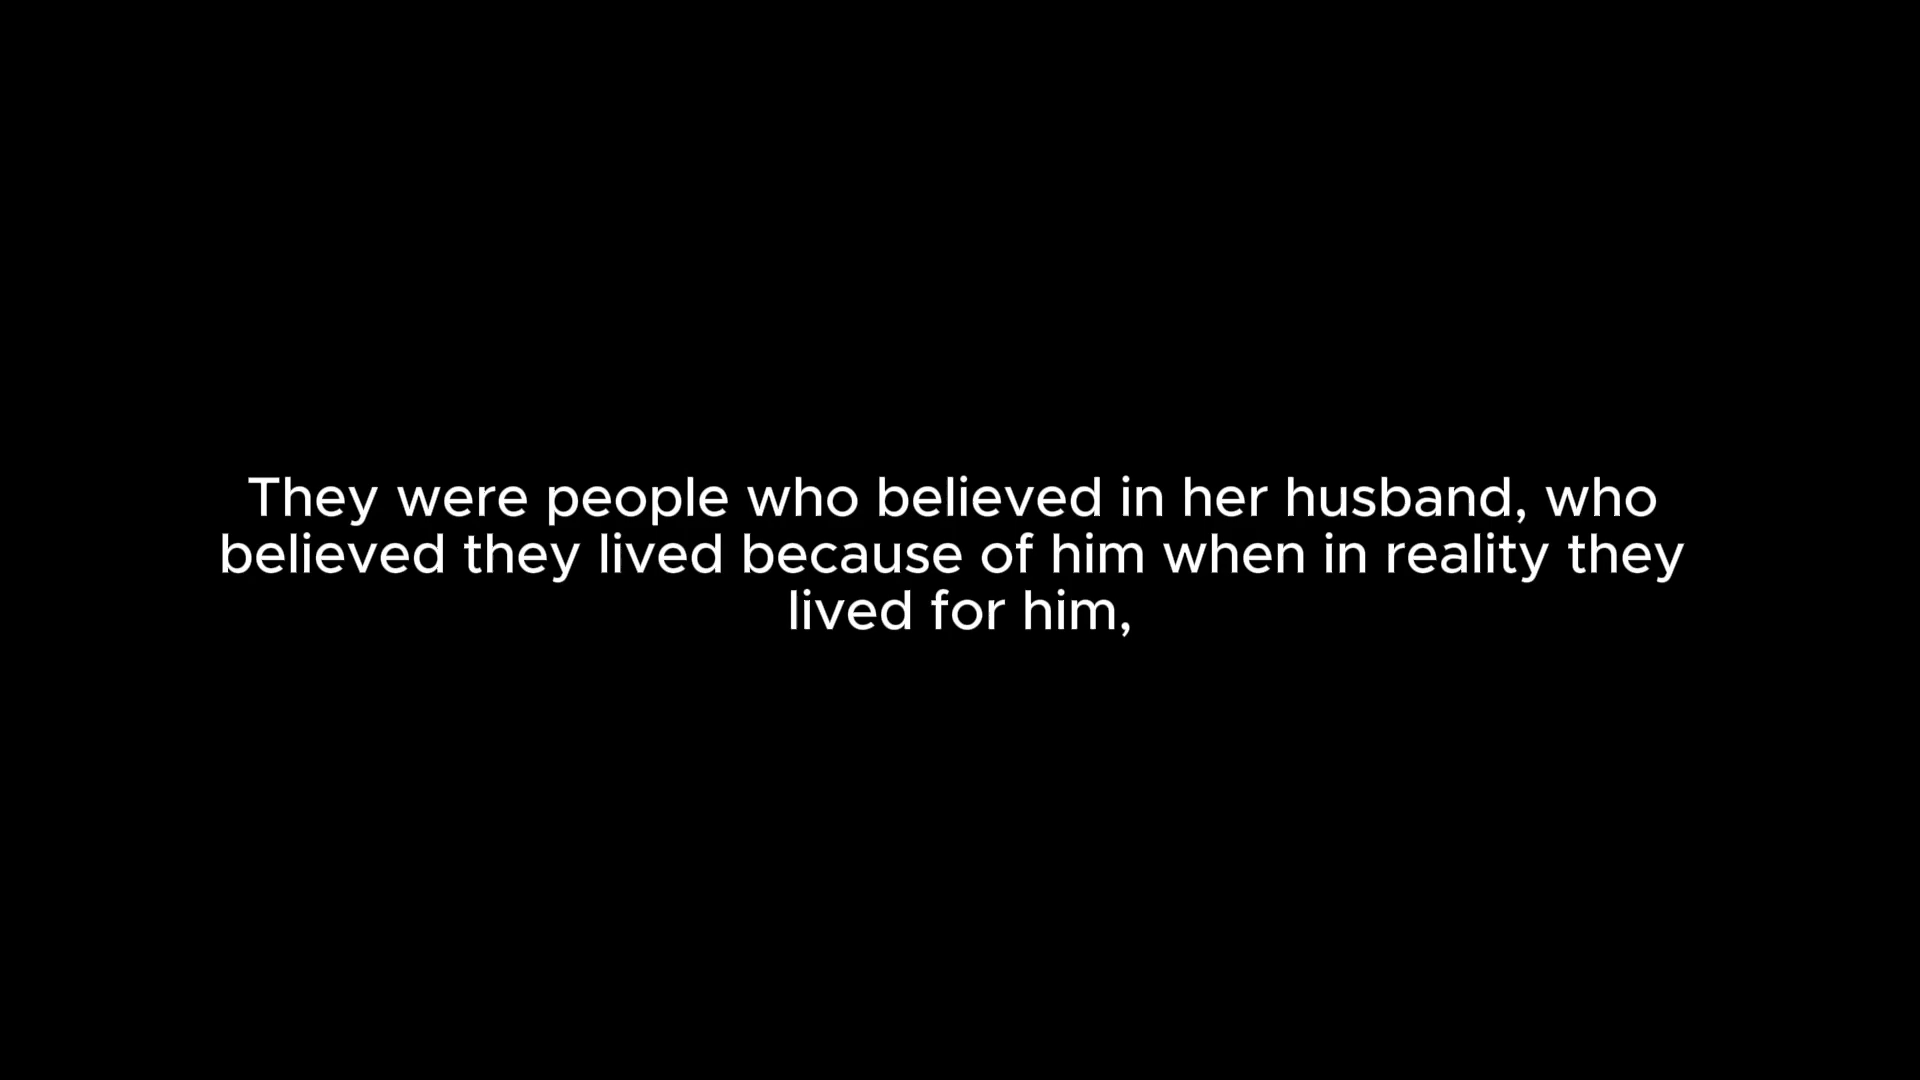 They were people who believed in her husband, who
believed they lived because of him when in reality they
lived for him,